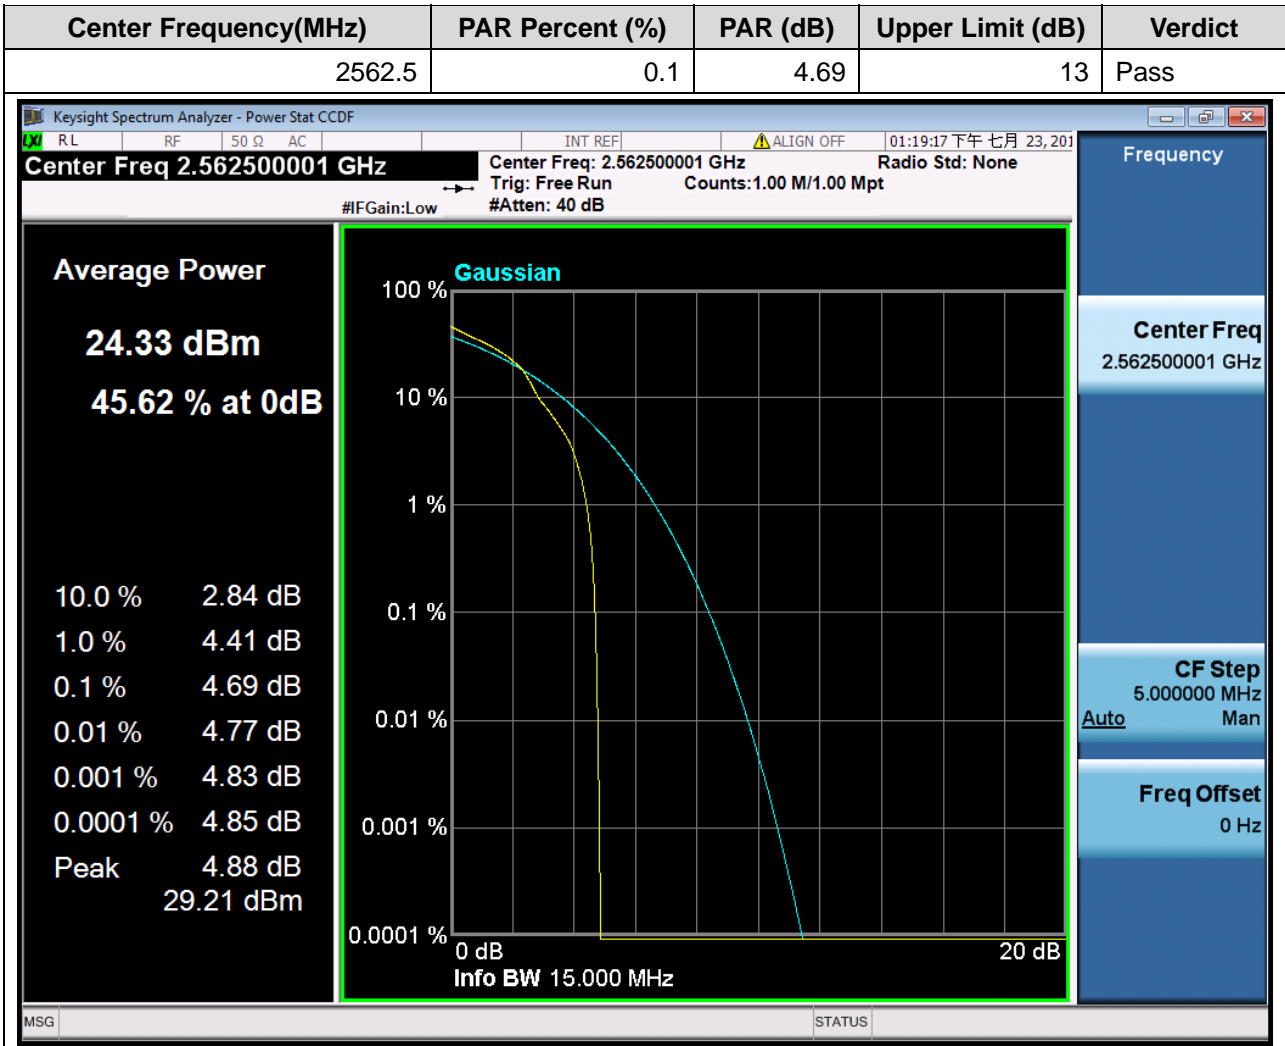 Center Frequency(MHz) PAR Percent (%) PAR (dB) Upper Limit (dB) Verdict
2562.5 0.1 4.69 13 Pass
Keysight Spectrum Analyzer - Power Stat CCDF
LXI RL RF 50 Ω AC INT REF ALIGN OFF 01:19:17 下午 七月 23, 201
Center Freq 2.562500001 GHz
#IFGain:Low
Center Freq: 2.562500001 GHz Radio Std: None
Trig: Free Run Counts:1.00 M/1.00 Mpt
#Atten: 40 dB
Average Power
24.33 dBm
45.62 % at 0dB
10.0 % 2.84 dB
1.0 % 4.41 dB
0.1 % 4.69 dB
0.01 % 4.77 dB
0.001 % 4.83 dB
0.0001 % 4.85 dB
Peak 4.88 dB
29.21 dBm
Gaussian
100 %
10 %
1 %
0.1 %
0.01 %
0.001 %
0.0001 %
0 dB 20 dB
Info BW 15.000 MHz
Frequency
Center Freq
2.562500001 GHz
CF Step
5.000000 MHz
Auto Man
Freq Offset
0 Hz
MSG STATUS